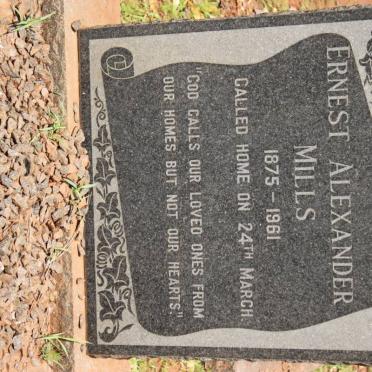 ERNEST ALEXANDER
MILLS
1875 - 1961
CALLED HOME ON 24TH MARCH.
"GOD CALLS OUR LOVED ONES FROM
OUR HOMES BUT NOT OUR HEARTS".